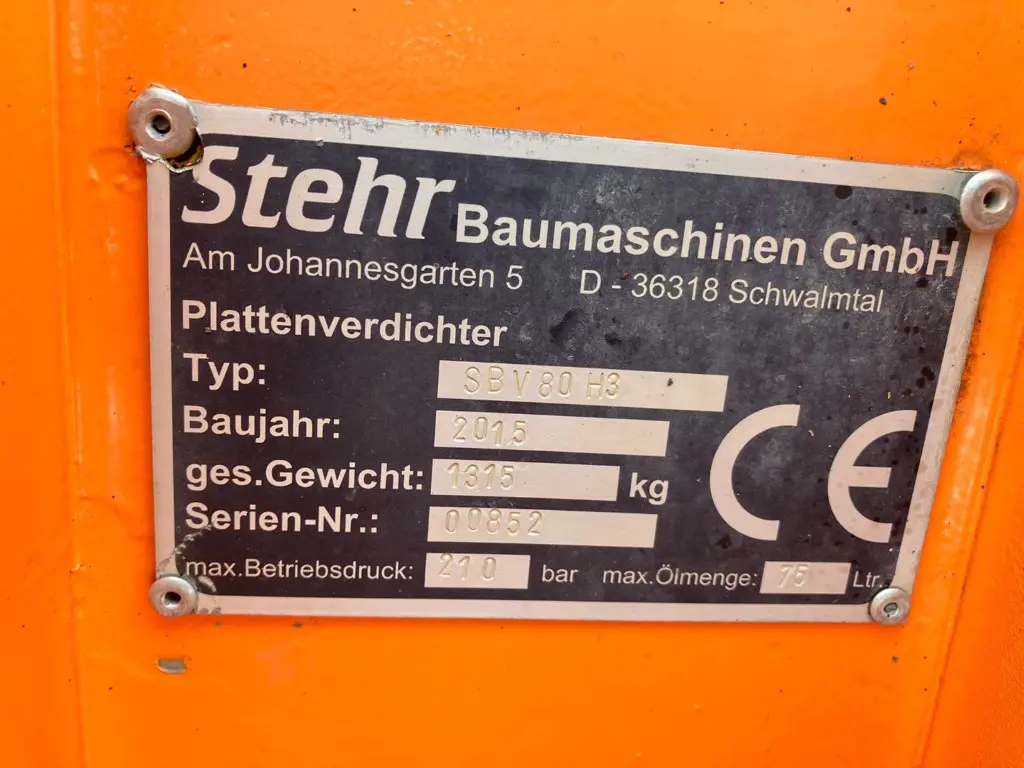 Stehr Baumaschinen GmbH
Am Johannesgarten 5 D - 36318 Schwalmtal
Plattenverdichter
Typ: SBV80 H3
Baujahr: 2015
ges.Gewicht: 1315 kg
Serien-Nr.: 00852
max.Betriebsdruck: 210 bar max.Ölmenge: 75 Ltr.
CE